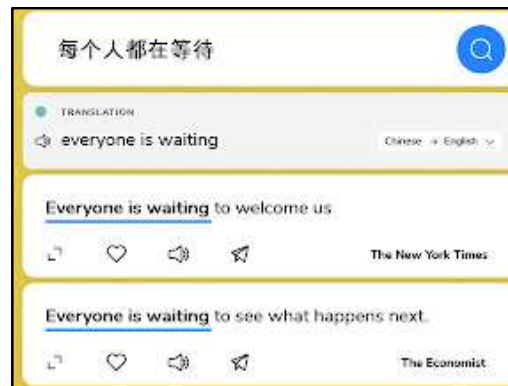 每个人都在等待
TRANSLATION
everyone is waiting
Chinese → English
Everyone is waiting to welcome us
The New York Times
Everyone is waiting to see what happens next.
The Economist